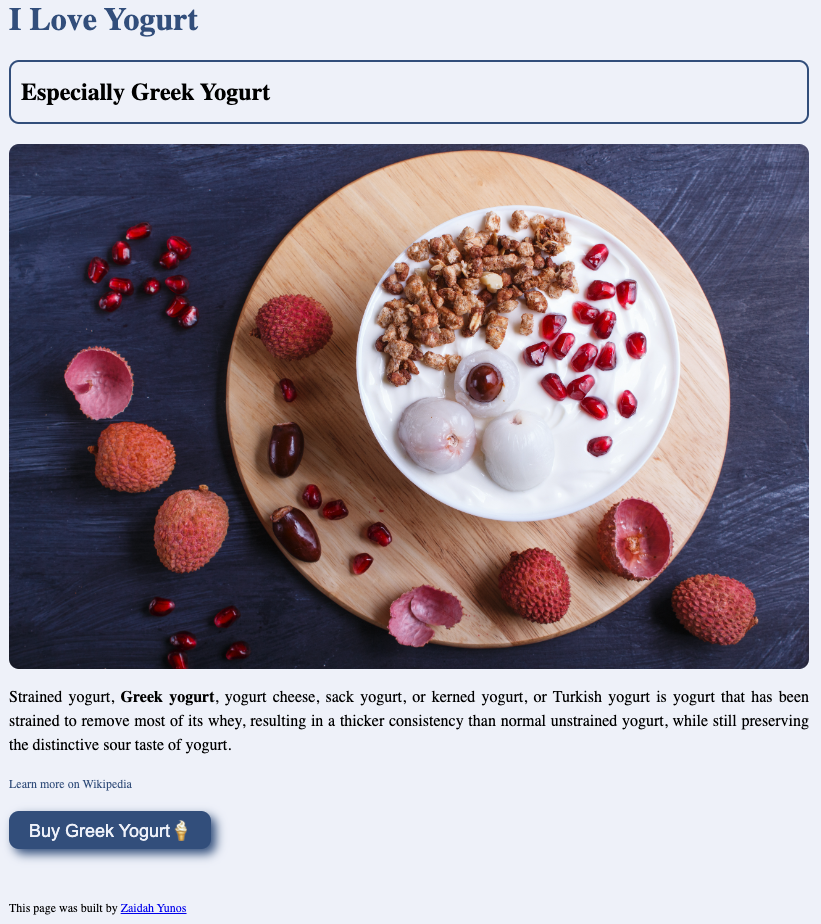 I Love Yogurt
Especially Greek Yogurt
Strained yogurt, Greek yogurt, yogurt cheese, sack yogurt, or kerned yogurt, or Turkish yogurt is yogurt that has been
strained to remove most of its whey, resulting in a thicker consistency than normal unstrained yogurt, while still preserving
the distinctive sour taste of yogurt.
Learn more on Wikipedia
Buy Greek Yogurt🍦
This page was built by Zaidah Yunos